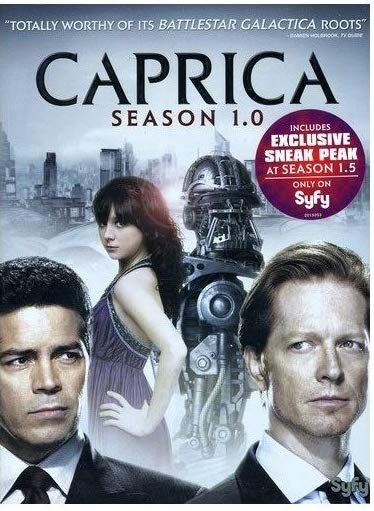 "TOTALLY WORTHY OF ITS BATTLESTAR GALACTICA ROOTS"
–DAMIAN HOLBROOK, TV GUIDE
CAPRICA
SEASON 1.0
INCLUDES
EXCLUSIVE
SNEAK PEAK
AT SEASON 1.5
ONLY ON
Syfy
Syfy